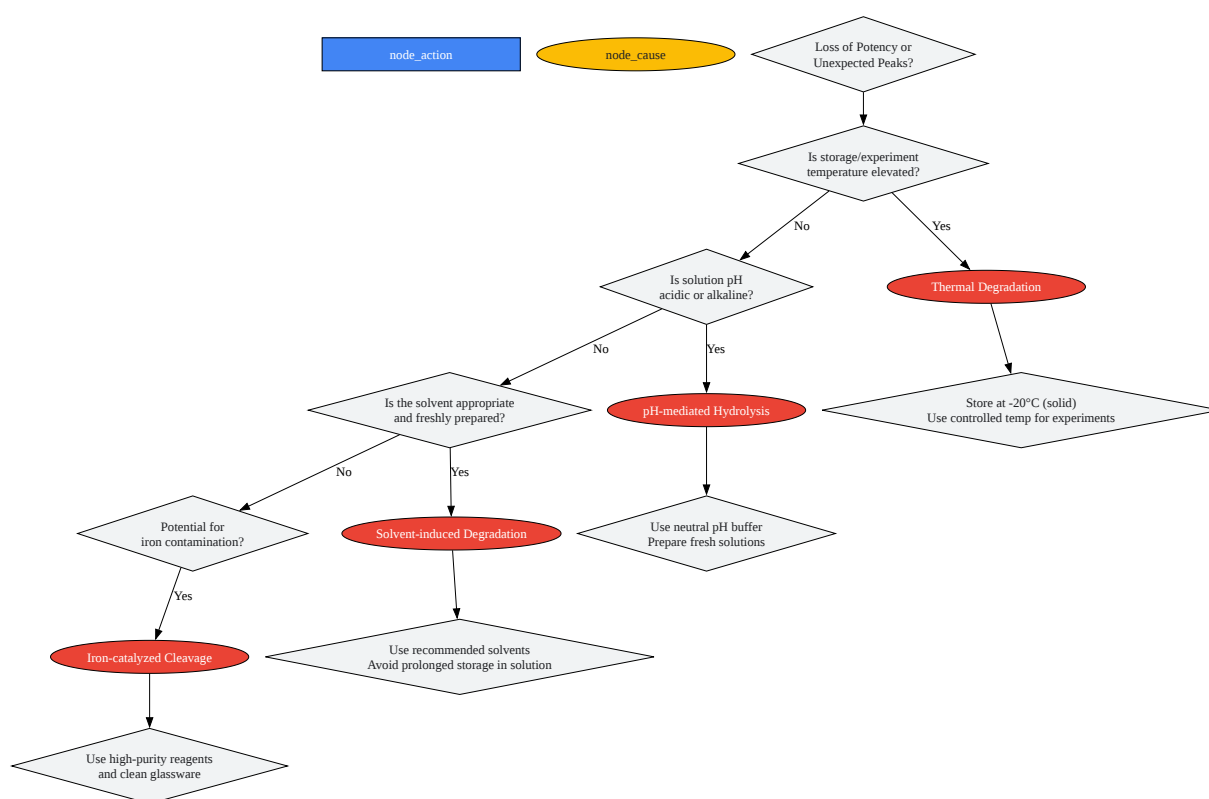 node_action
node_cause
Loss of Potency or
Unexpected Peaks?
Is storage/experiment
temperature elevated?
No
Yes
Is solution pH
acidic or alkaline?
Thermal Degradation
No
Yes
Is the solvent appropriate
and freshly prepared?
pH-mediated Hydrolysis
Store at -20°C (solid)
Use controlled temp for experiments
No
Yes
Potential for
iron contamination?
Solvent-induced Degradation
Use neutral pH buffer
Prepare fresh solutions
Yes
Iron-catalyzed Cleavage
Use recommended solvents
Avoid prolonged storage in solution
Use high-purity reagents
and clean glassware